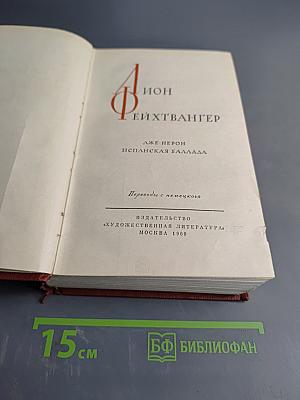 ЛИОН
ФЕЙХТВАНГЕР
ЛЖЕ-НЕРОН
ИСПАНСКАЯ БАЛЛАДА
Переводы с немецкого
ИЗДАТЕЛЬСТВО
«ХУДОЖЕСТВЕННАЯ ЛИТЕРАТУРА»
МОСКВА 1969
15 см
БФ БИБЛИОФАН